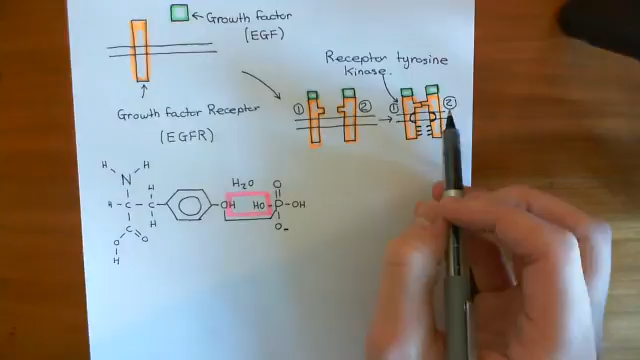 Growth factor
(EGF)
Receptor tyrosine
kinase.
Growth Factor Receptor
(EGFR)
1
2
1
2
H
H
N
H
H
C
C
H
C
O
O
H
H₂O
OH
HO
P
O
OH
O-